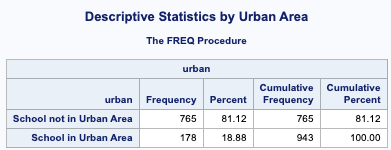 Descriptive Statistics by Urban Area
The FREQ Procedure
urban
urban Frequency Percent Cumulative Frequency Cumulative Percent
School not in Urban Area 765 81.12 765 81.12
School in Urban Area 178 18.88 943 100.00